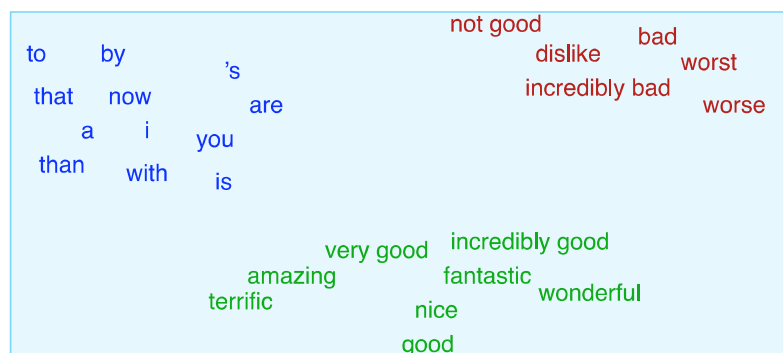 not good
bad
to by dislike worst
's
incredibly bad
that now are worse
a i you
than with is
very good incredibly good
amazing fantastic
terrific wonderful
nice
good